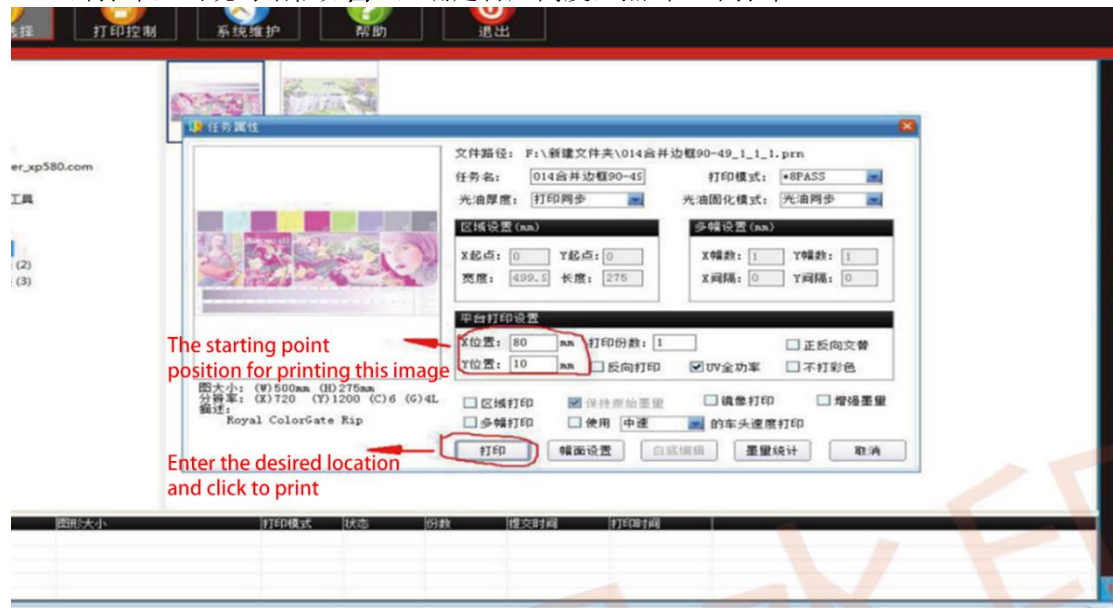 打印控制 系统维护 帮助 退出
任务属性
er_xp580.com
工具
(2)
(3)
文件路径: F:\新建文件夹\014合并边框90-49_1_1_1.prn
任务名: 014合并边框90-49 打印模式: *8PASS
光油厚度: 打印同步 光油固化模式: 光油同步
区域设置(mm) 多幅设置(mm)
X起点: 0 Y起点: 0 X幅数: 1 Y幅数: 1
宽度: 499.9 长度: 275 X间隔: 0 Y间隔: 0
平台打印设置
X位置: 80 mm 打印份数: 1 正反向交替
Y位置: 10 mm 反向打印 UV全功率 不打彩色
The starting point
position for printing this image
图大小: (W)500mm (H)275mm
分辨率: (X)720 (Y)1200 (C)6 (G)4L
描述:
Royal ColorGate Rip
区域打印 保持原始墨量 镜像打印 增强墨量
多幅打印 使用 中速 的车头速度打印
打印 幅面设置 白底编辑 墨量统计 取消
Enter the desired location
and click to print
图形大小 打印模式 状态 份数 提交时间 打印时间